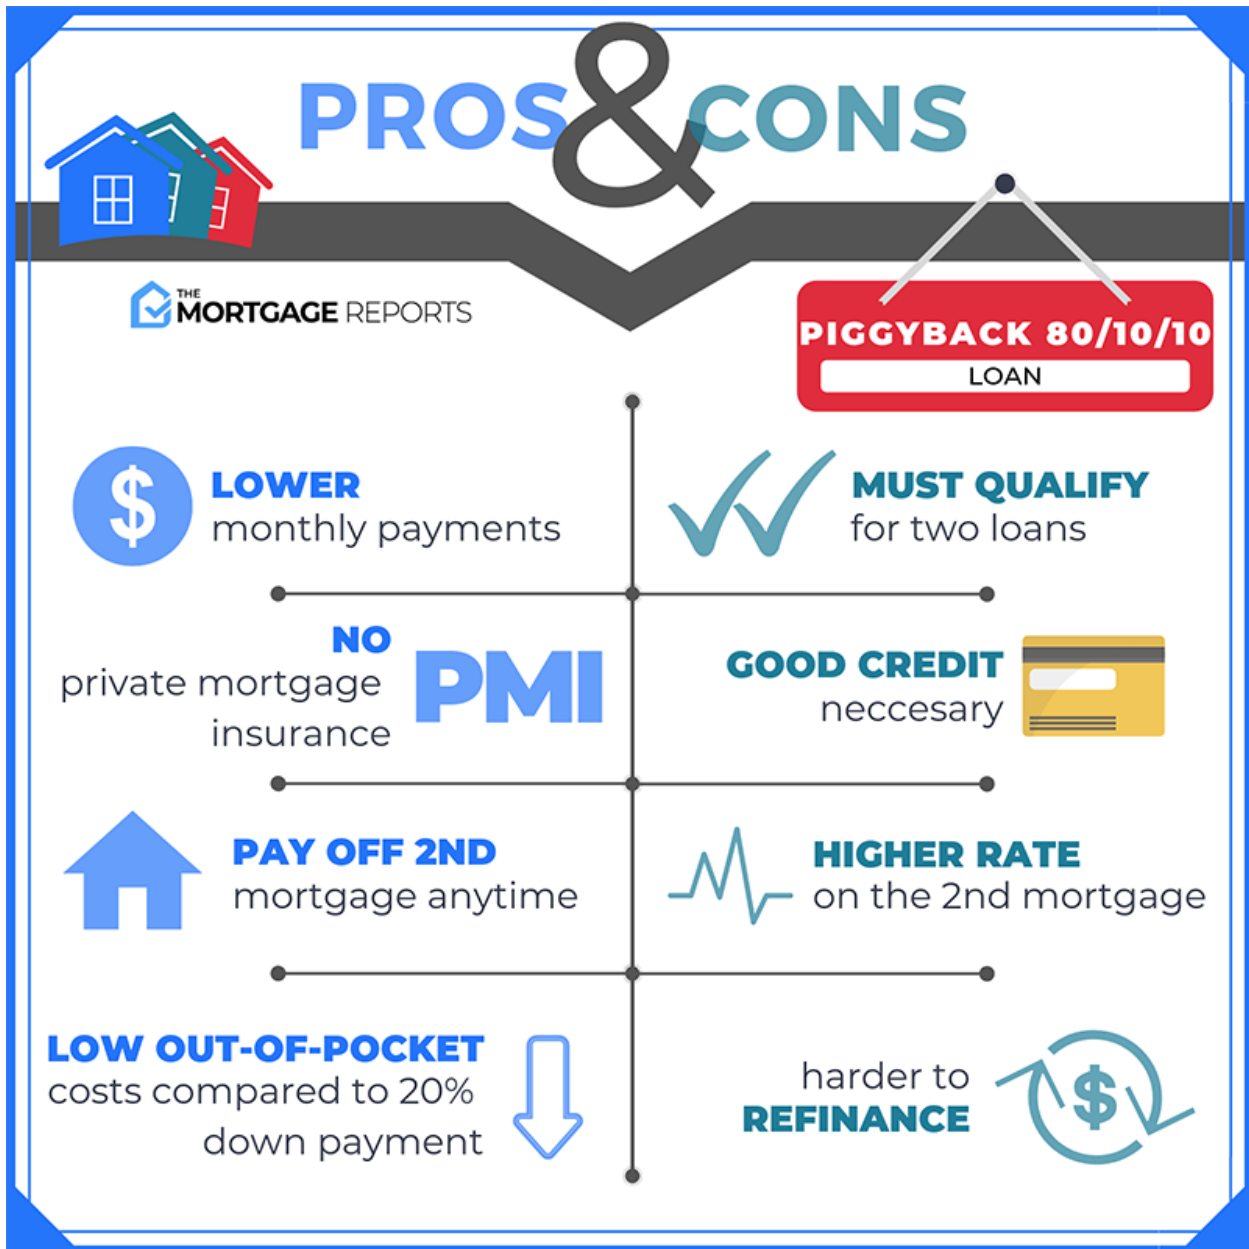 PROS & CONS
THE
MORTGAGE REPORTS
PIGGYBACK 80/10/10
LOAN
$
LOWER
monthly payments
MUST QUALIFY
for two loans
NO
private mortgage
insurance
PMI
GOOD CREDIT
neccesary
PAY OFF 2ND
mortgage anytime
HIGHER RATE
on the 2nd mortgage
LOW OUT-OF-POCKET
costs compared to 20%
down payment
harder to
REFINANCE
$